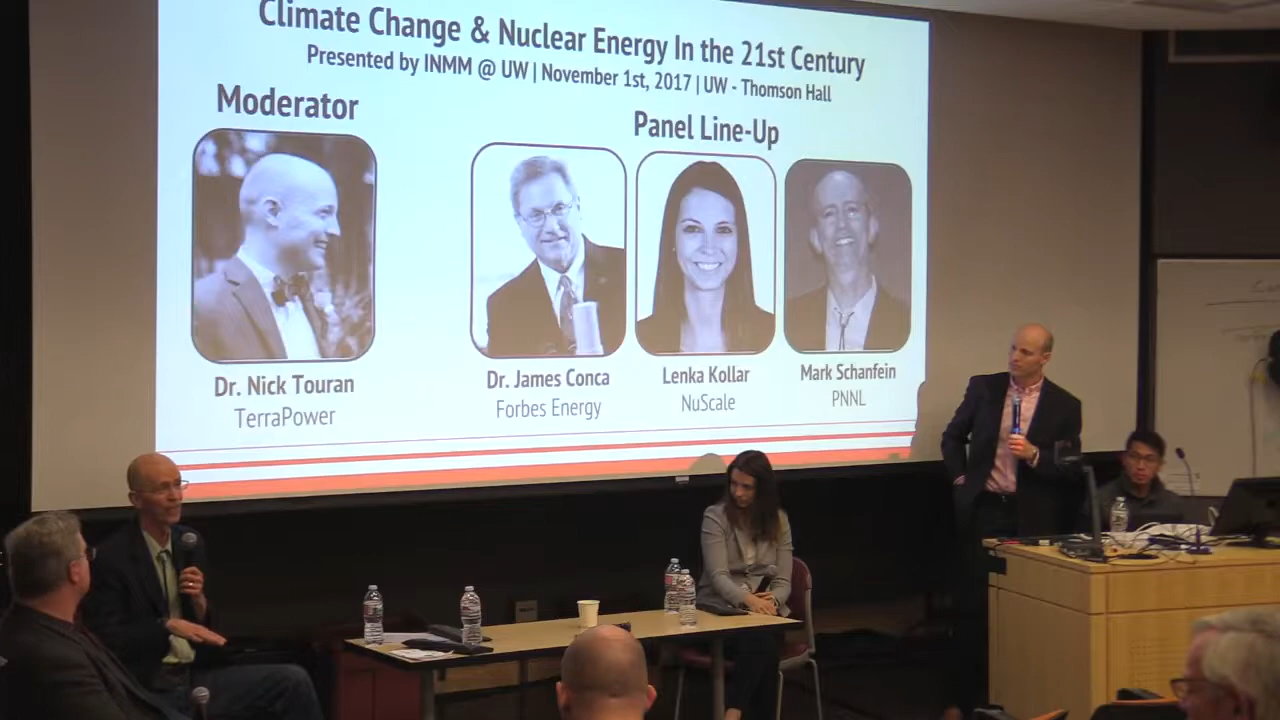 Climate Change & Nuclear Energy In the 21st Century
Presented by INMM @ UW | November 1st, 2017 | UW - Thomson Hall
Moderator
Panel Line-Up
Dr. Nick Touran
TerraPower
Dr. James Conca
Forbes Energy
Lenka Kollar
NuScale
Mark Schanfein
PNNL